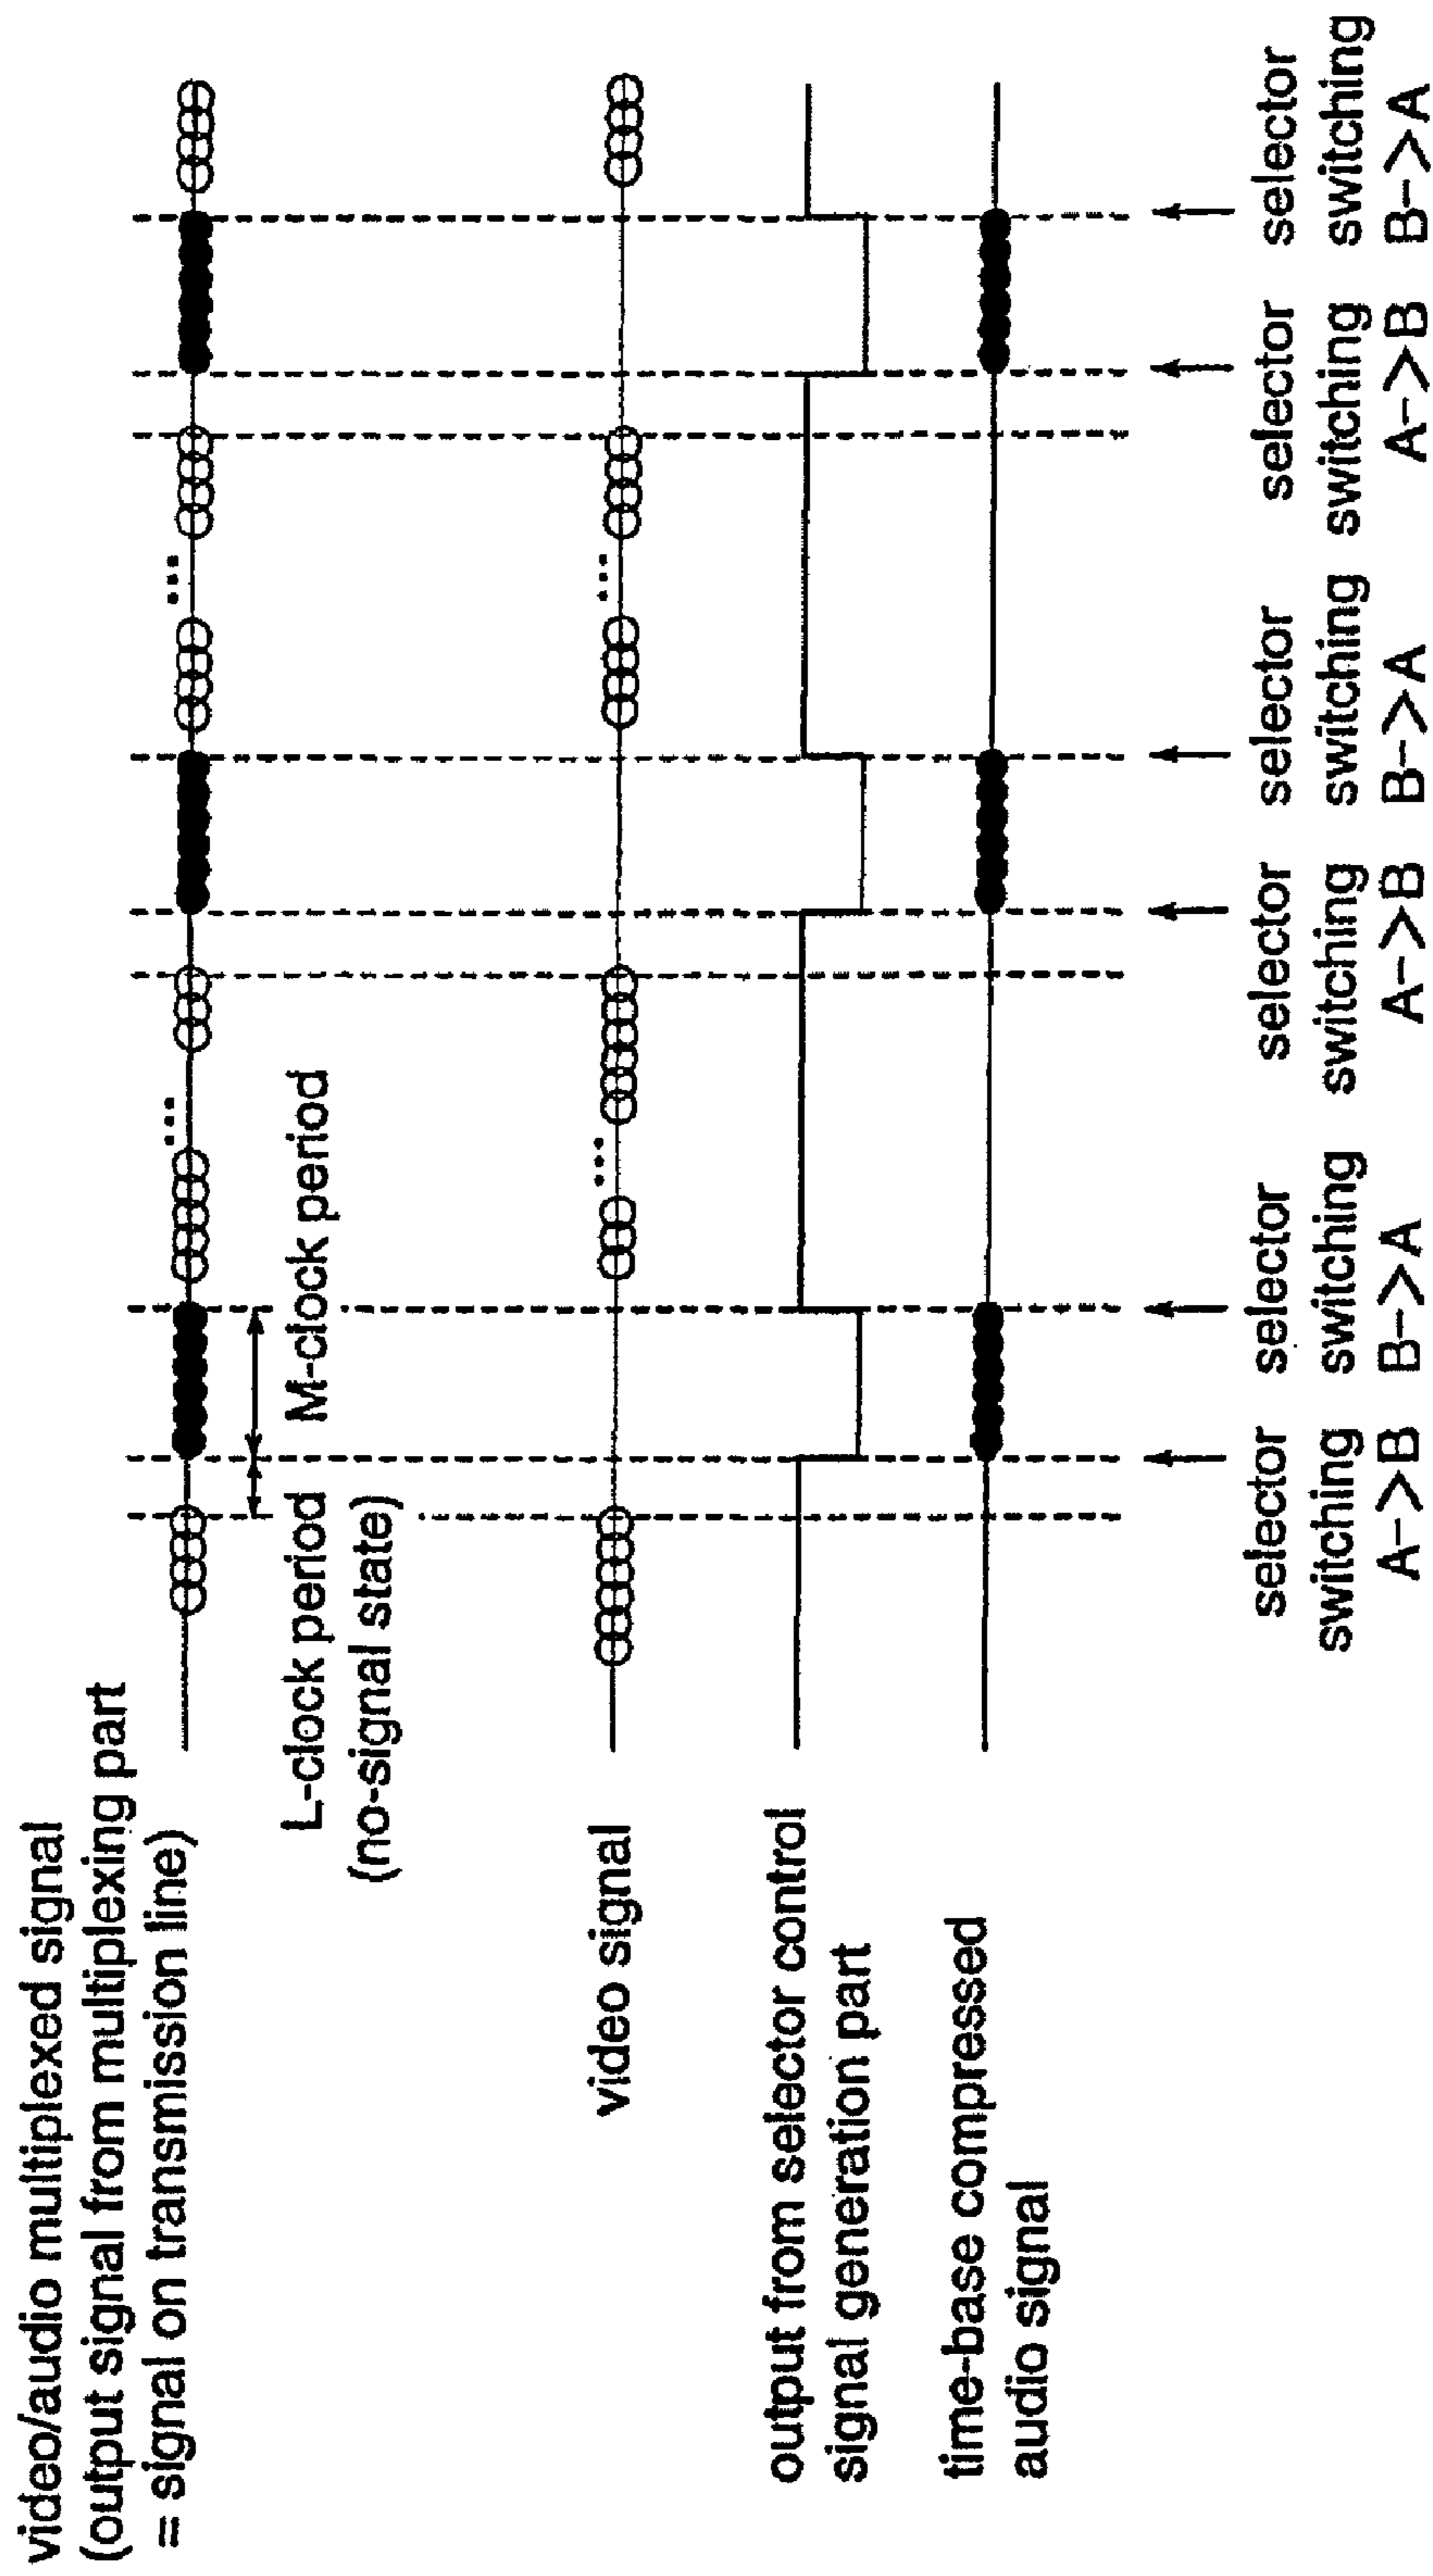 video/audio multiplexed signal
(output signal from multiplexing part
= signal on transmission line)
L-clock period
(no-signal state)
M-clock period
...
...
video signal
...
...
output from selector control
signal generation part
time-base compressed
audio signal
selector
switching
A->B
selector
switching
B->A
selector
switching
A->B
selector
switching
B->A
selector
switching
A->B
selector
switching
B->A